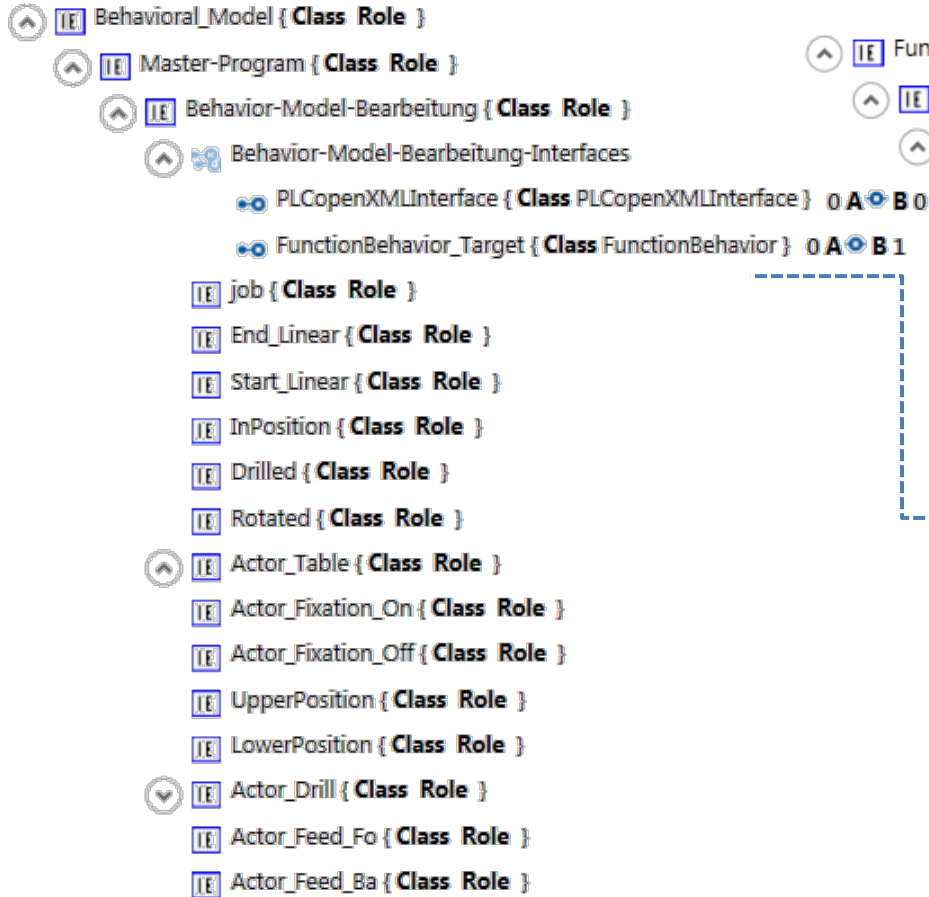 Behavioral_Model { Class Role }
Master-Program { Class Role }
Fun
IE
Behavior-Model-Bearbeitung { Class Role }
Behavior-Model-Bearbeitung-Interfaces
PLCopenXMLInterface { Class PLCopenXMLInterface } 0 A B 0
FunctionBehavior_Target { Class FunctionBehavior } 0 A B 1
job { Class Role }
End_Linear { Class Role }
Start_Linear { Class Role }
InPosition { Class Role }
Drilled { Class Role }
Rotated { Class Role }
Actor_Table { Class Role }
Actor_Fixation_On { Class Role }
Actor_Fixation_Off { Class Role }
UpperPosition { Class Role }
LowerPosition { Class Role }
Actor_Drill { Class Role }
Actor_Feed_Fo { Class Role }
Actor_Feed_Ba { Class Role }